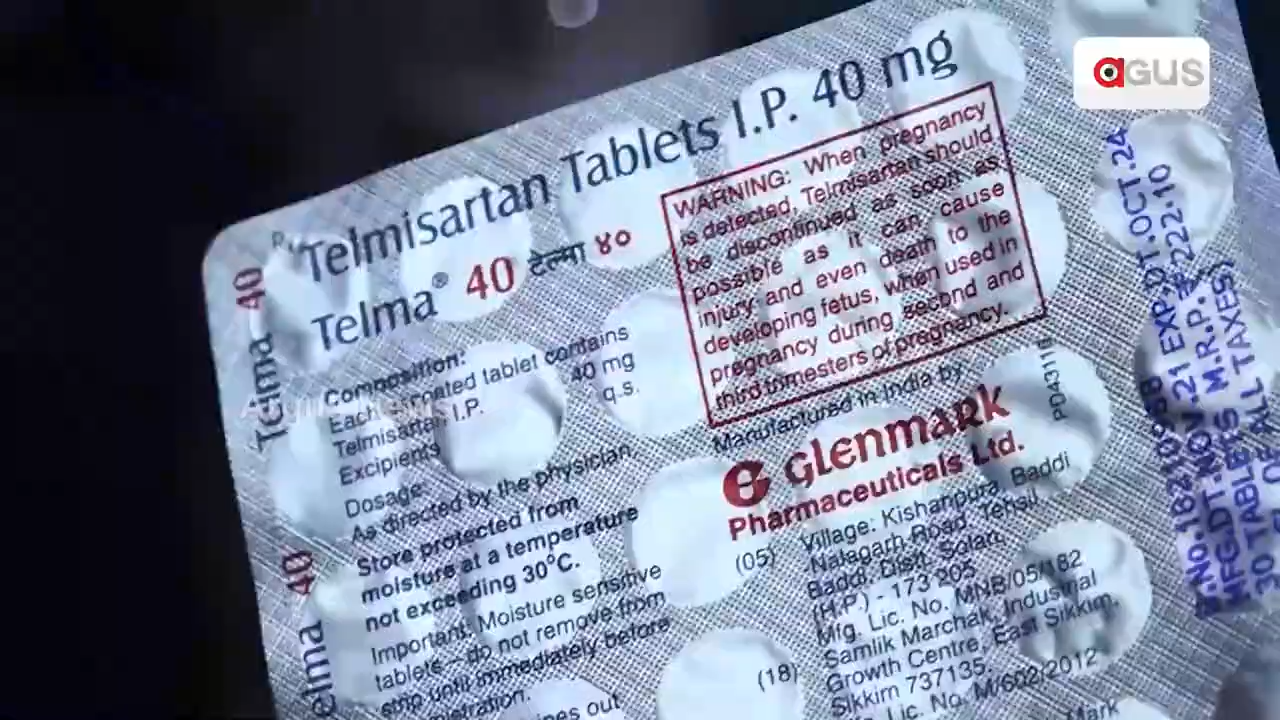 agus
Telmisartan Tablets I.P. 40 mg
Telma® 40 टेल्मा ४०
Composition:
Each coated tablet contains
Telmisartan I.P. 40 mg
Excipients q.s.
Dosage:
As directed by the physician.
Store protected from
moisture at a temperature
not exceeding 30°C.
Important: Moisture sensitive
tablets – do not remove from
strip until immediately before
WARNING: When pregnancy
is detected, Telmisartan should
be discontinued as soon as
possible as it can cause
injury and even death to the
developing fetus, when used in
pregnancy during second and
third trimesters of pregnancy.
Manufactured in India by
GLENMARK
Pharmaceuticals Ltd.
(05) Village: Kishanpura, Baddi
Nalagarh Road, Tehsil
Baddi, Distt. Solan,
(H.P.) - 173 205
Mfg. Lic. No. MNB/05/182
(18) Samlik Marchak, Industrial
Growth Centre, East Sikkim,
Sikkim 737135.
Lic. No. M/602/2012
Telma 40
40
MFG.DT.NOV.21 EXP.DT.OCT.24
30 TABLETS M.R.P. ₹ 222.10
OF ALL TAXES)